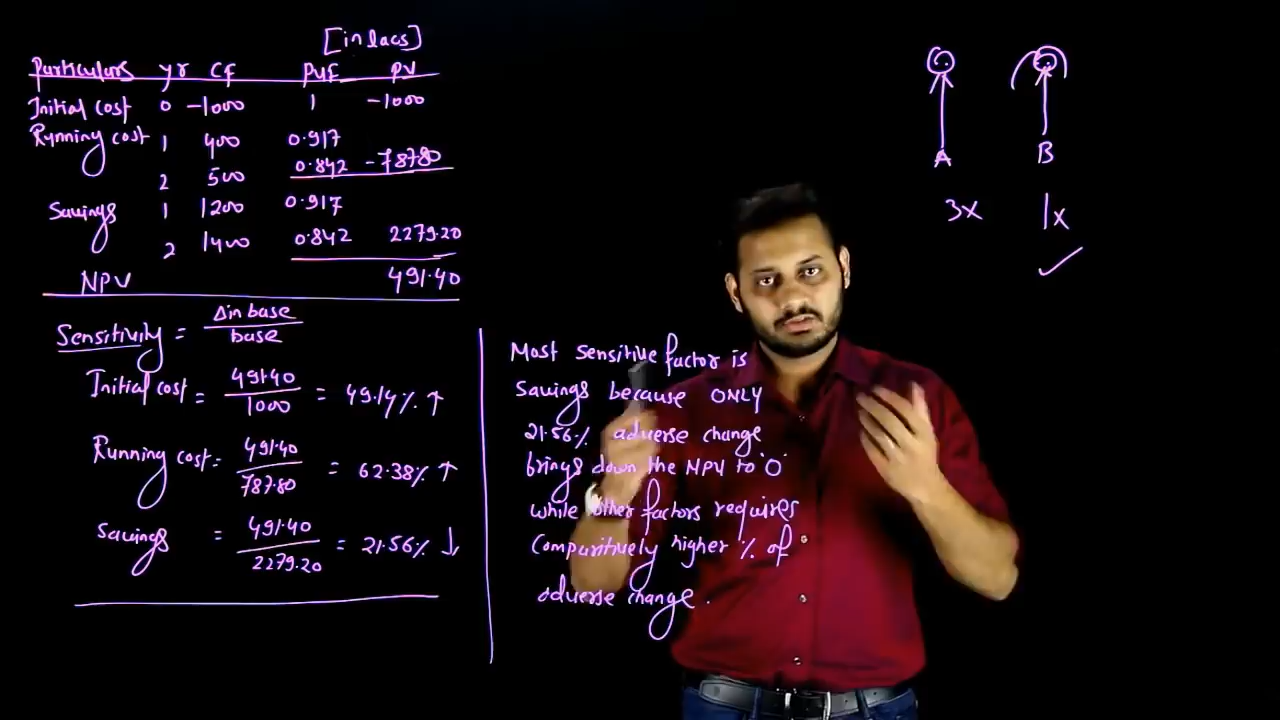 [in lacs]
Particulars yr Cf PVF PV
Initial cost 0 -1000 1 -1000
Running cost 1 400 0.917
2 500 0.842 -787.80
Savings 1 1200 0.917
2 1400 0.842 2279.20
NPV 491.40
Sensitivity = Δ in base / base
Initial cost = 491.40 / 1000 = 49.14% ↑
Running cost = 491.40 / 787.80 = 62.38% ↑
Savings = 491.40 / 2279.20 = 21.56% ↓
Most sensitive factor is
Savings because ONLY
21.56% adverse change
brings down the NPV to '0'
while other factors requires
Comparitively higher % of
adverse change.
A B
3x 1x